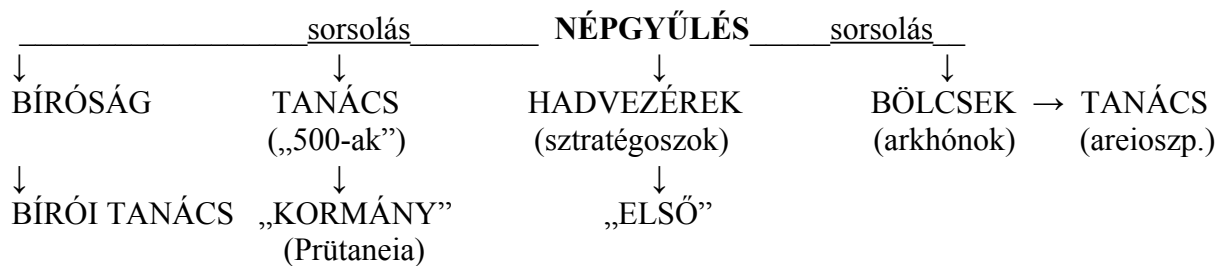 sorsolás NÉPGYŰLÉS sorsolás
↓ ↓ ↓ ↓
BÍRÓSÁG TANÁCS HADVEZÉREK BÖLCSEK → TANÁCS
(„500-ak”) (sztratégoszok) (arkhónok) (areioszp.)
↓ ↓ ↓
BÍRÓI TANÁCS „KORMÁNY” „ELSŐ”
(Prütaneia)